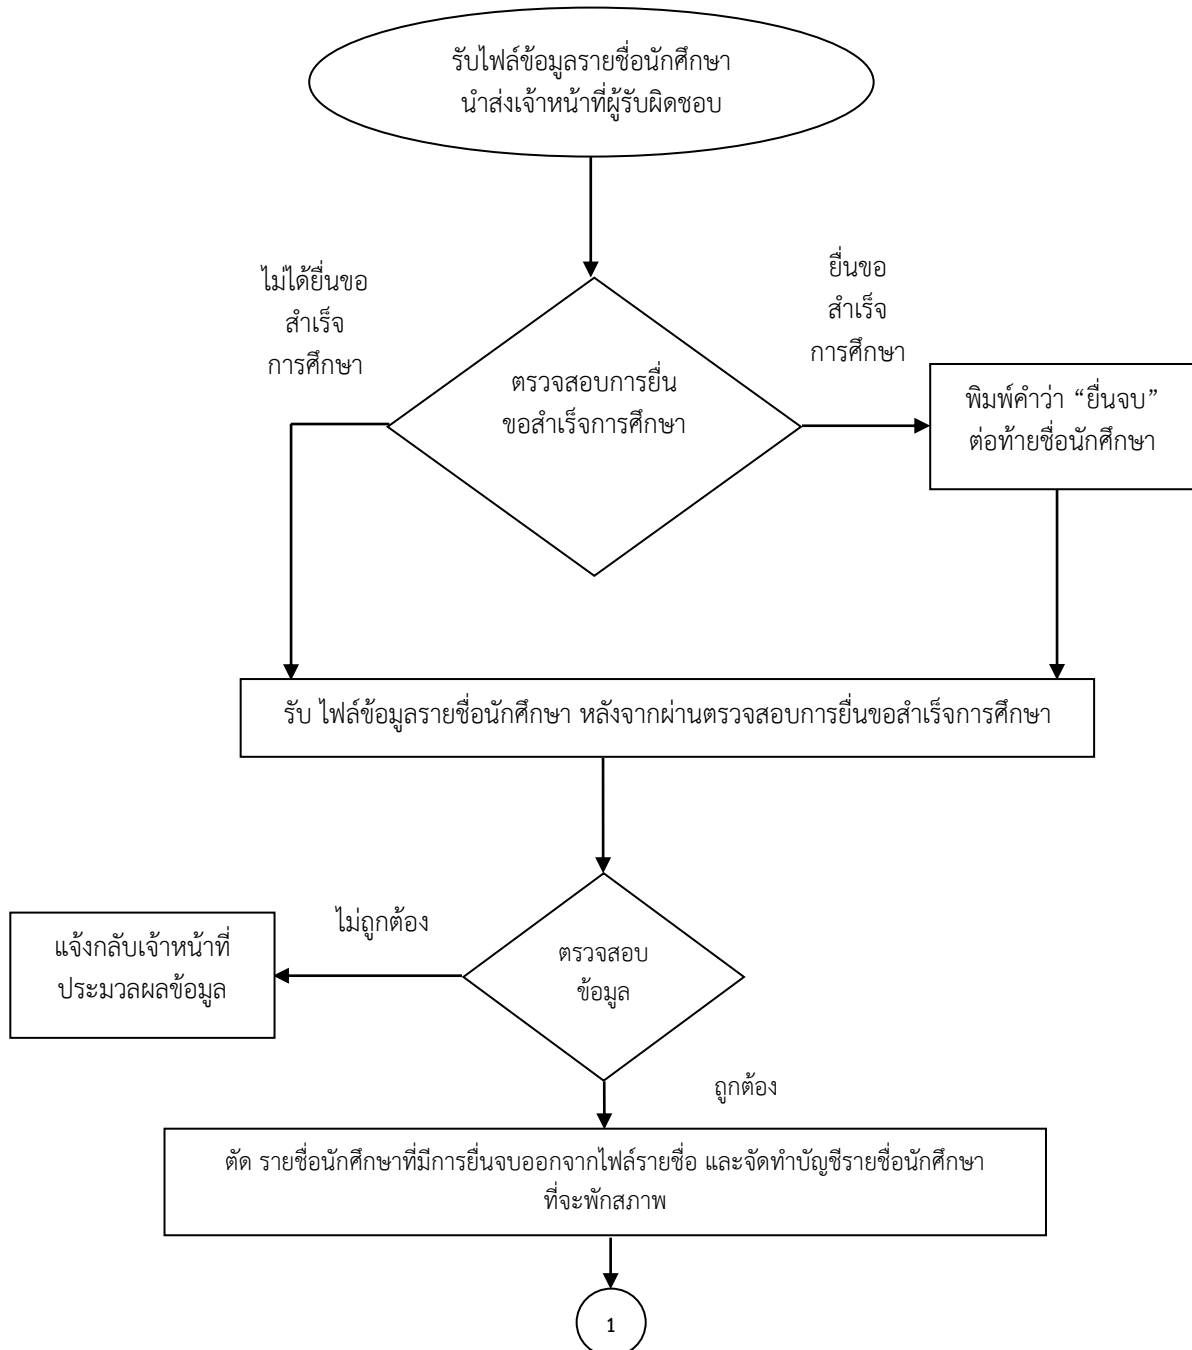 รับไฟล์ข้อมูลรายชื่อนักศึกษา
นำส่งเจ้าหน้าที่ผู้รับผิดชอบ
ไม่ได้ยื่นขอ
สำเร็จ
การศึกษา
ยื่นขอ
สำเร็จ
การศึกษา
ตรวจสอบการยื่น
ขอสำเร็จการศึกษา
พิมพ์คำว่า “ยื่นจบ”
ต่อท้ายชื่อนักศึกษา
รับ ไฟล์ข้อมูลรายชื่อนักศึกษา หลังจากผ่านตรวจสอบการยื่นขอสำเร็จการศึกษา
แจ้งกลับเจ้าหน้าที่
ประมวลผลข้อมูล
ไม่ถูกต้อง
ตรวจสอบ
ข้อมูล
ถูกต้อง
ตัด รายชื่อนักศึกษาที่มีการยื่นจบออกจากไฟล์รายชื่อ และจัดทำบัญชีรายชื่อนักศึกษา
ที่จะพักสภาพ
1